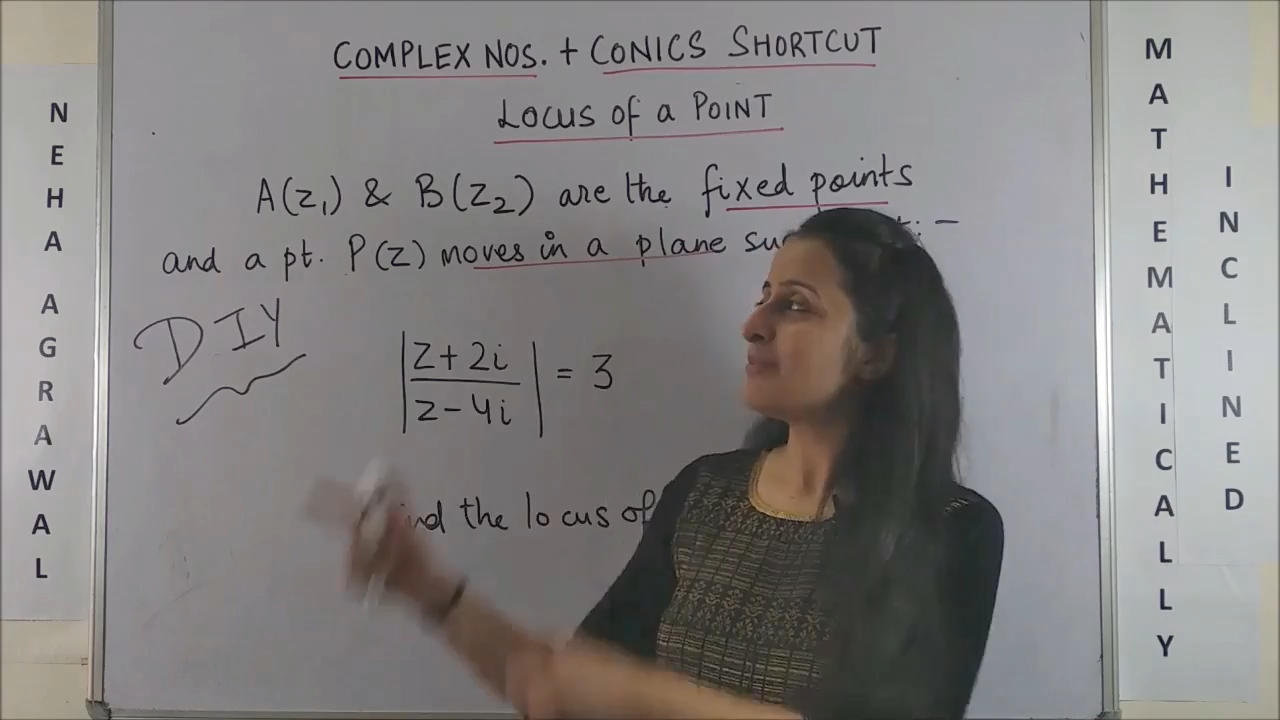 COMPLEX NOS. + CONICS SHORTCUT
LOCUS OF A POINT
A(z₁) & B(z₂) are the fixed points
and a pt. P(z) moves in a plane
DIY
|z+2i / z-4i| = 3
the locus of
NEHA AGRAWAL
MATHEMATICALLY
INCLINED